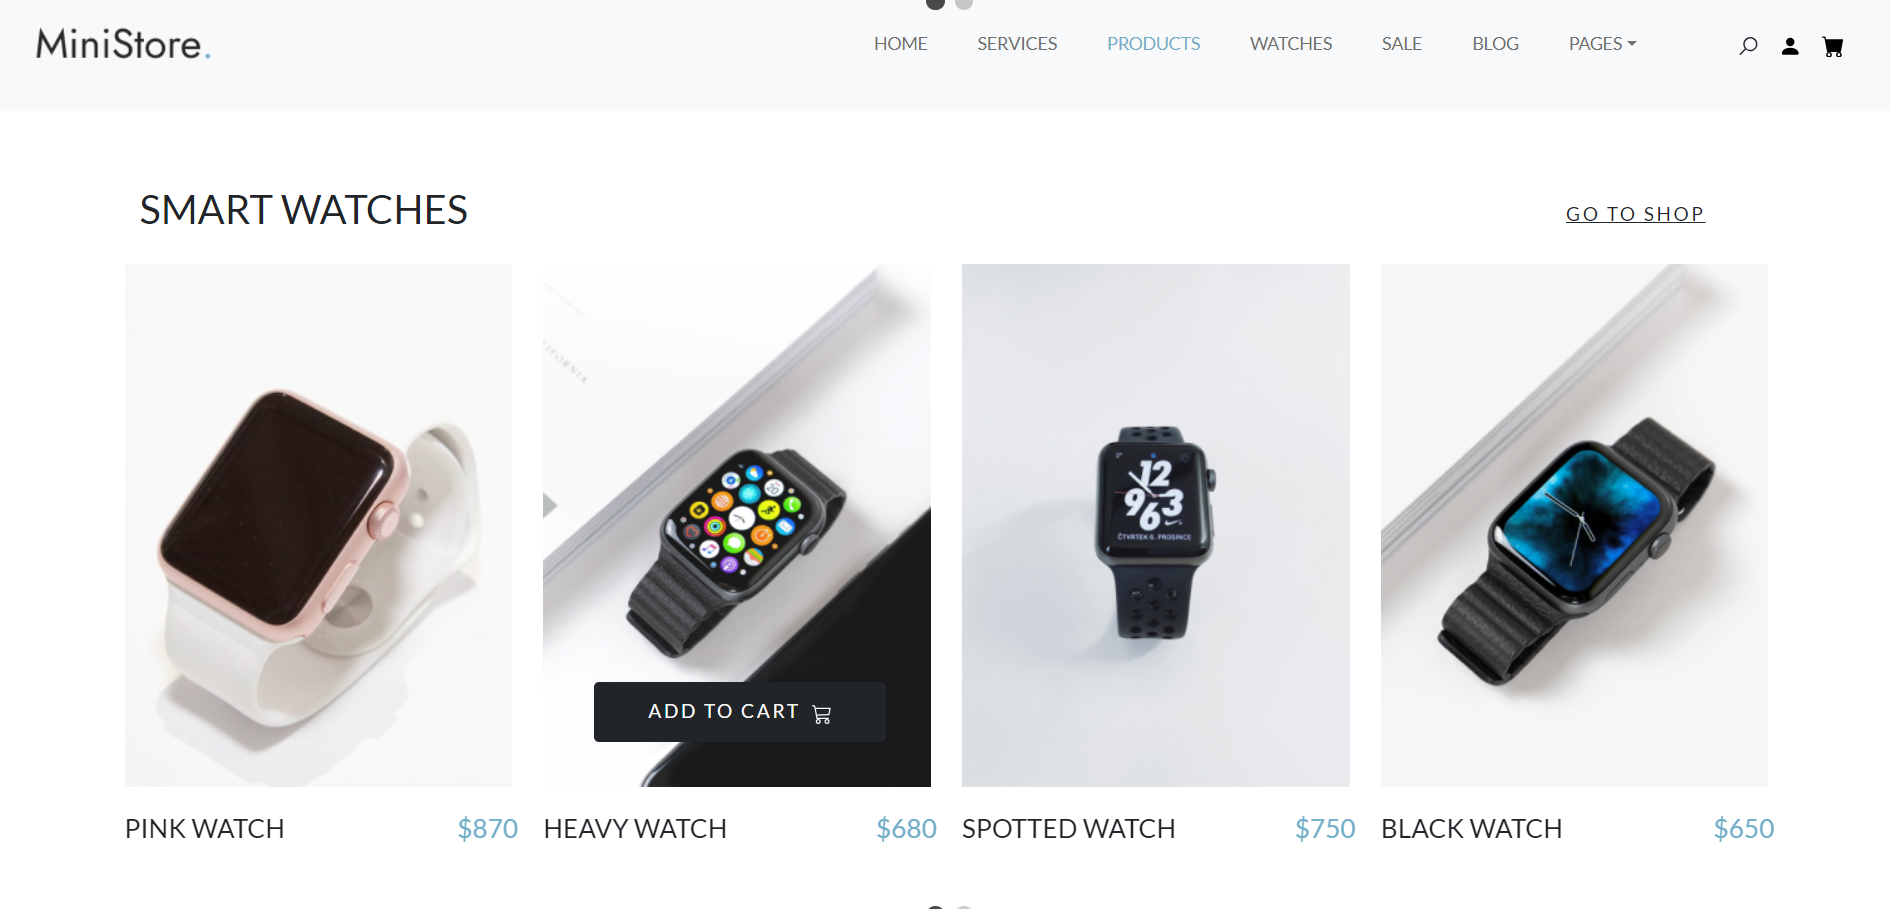 MiniStore.
HOME SERVICES PRODUCTS WATCHES SALE BLOG PAGES
SMART WATCHES
GO TO SHOP
12
9 3
6
ČTVRTEK 6. PROSINCE
ADD TO CART
PINK WATCH $870
HEAVY WATCH $680
SPOTTED WATCH $750
BLACK WATCH $650